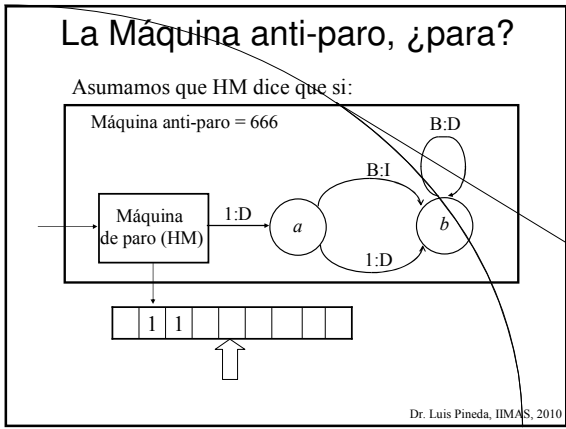 La Máquina anti-paro, ¿para?
Asumamos que HM dice que si:
Máquina anti-paro = 666
B:D
B:I
Máquina
de paro (HM)
1:D
a
b
1:D
1 1
Dr. Luis Pineda, IIMAS, 2010